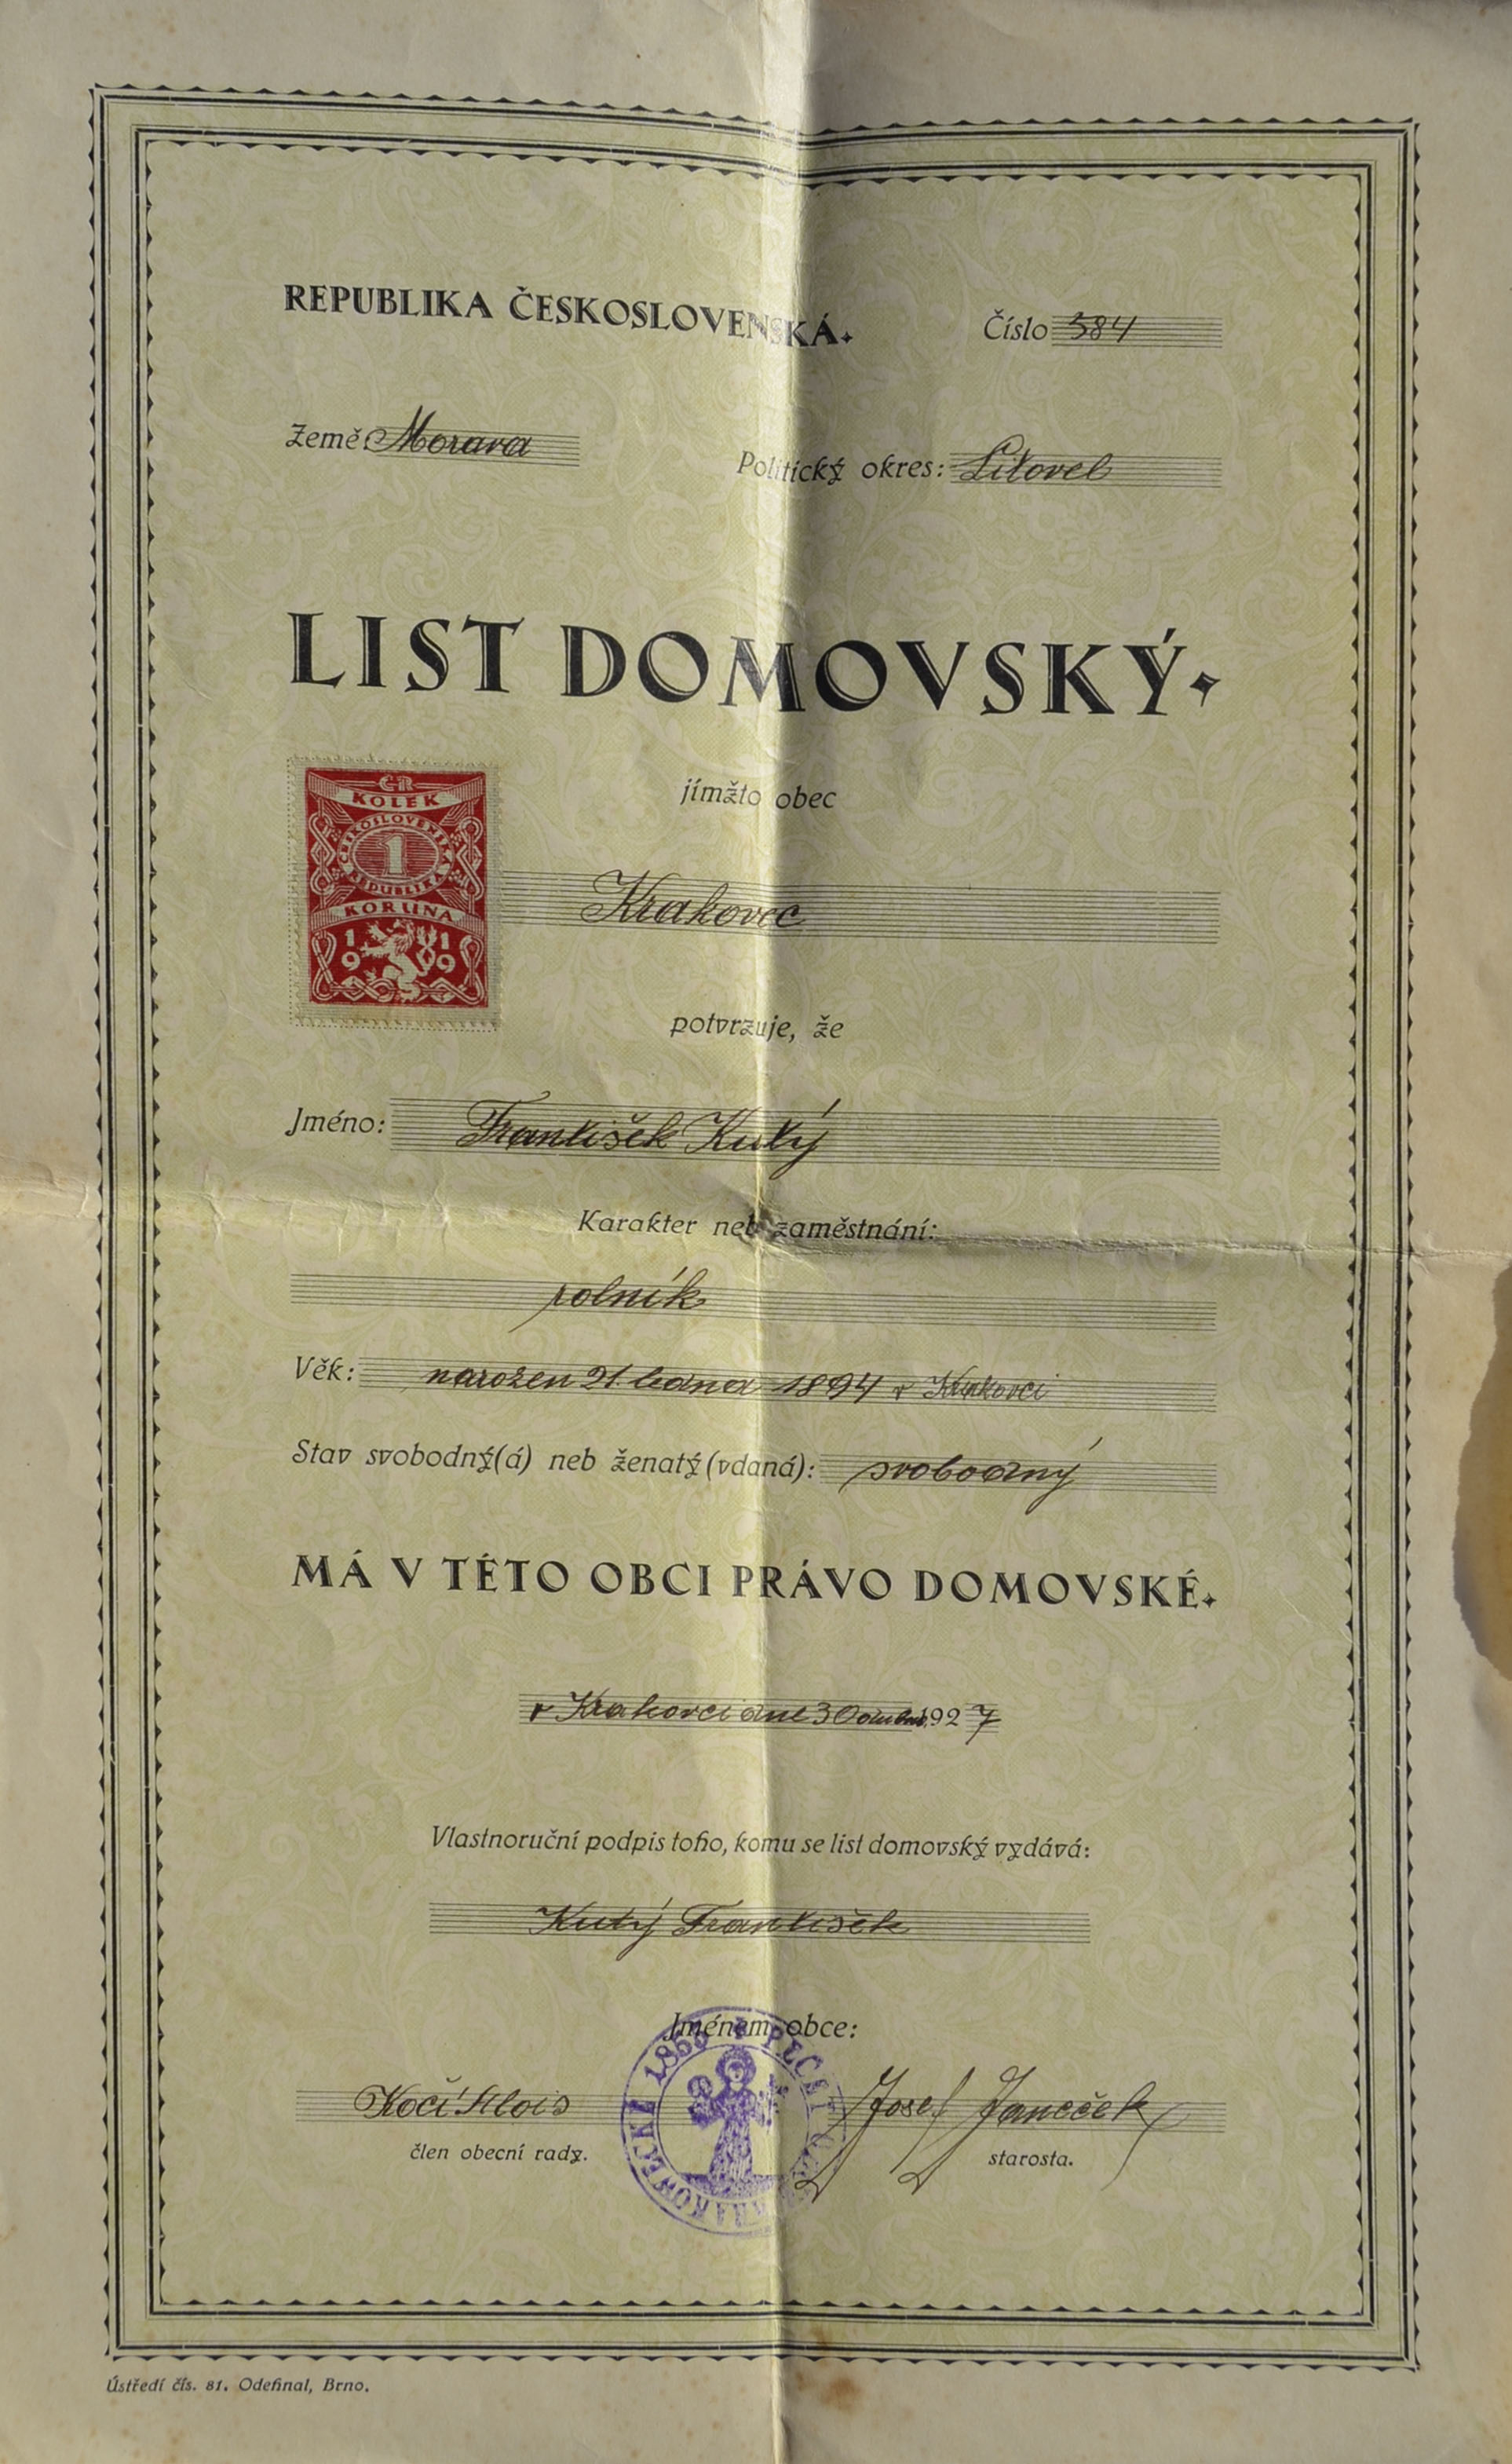 REPUBLIKA ČESKOSLOVENSKÁ.
Číslo 384
Země: Morava
Politický okres: Litovel
LIST DOMOVSKÝ.
jímžto obec
ČR
KOLEK
ČESKOSLOVENSKÁ
1
REPUBLIKA
KORUNA
1919
Krakovec
potvrzuje, že
Jméno: František Kutý
Karakter neb zaměstnání:
rolník
Věk: narozen 21. ledna 1894 v Krakovci
Stav svobodný(á) neb ženatý(vdaná): svobodný
MÁ V TÉTO OBCI PRÁVO DOMOVSKÉ.
v Krakovci dne 30 dubna 1927
Vlastnoruční podpis toho, komu se list domovský vydává:
Kutý František
Jménem obce:
Kočí Alois
Josef Janeček
člen obecní rady.
starosta.
Ústředí čís. 81. Odefinal, Brno.